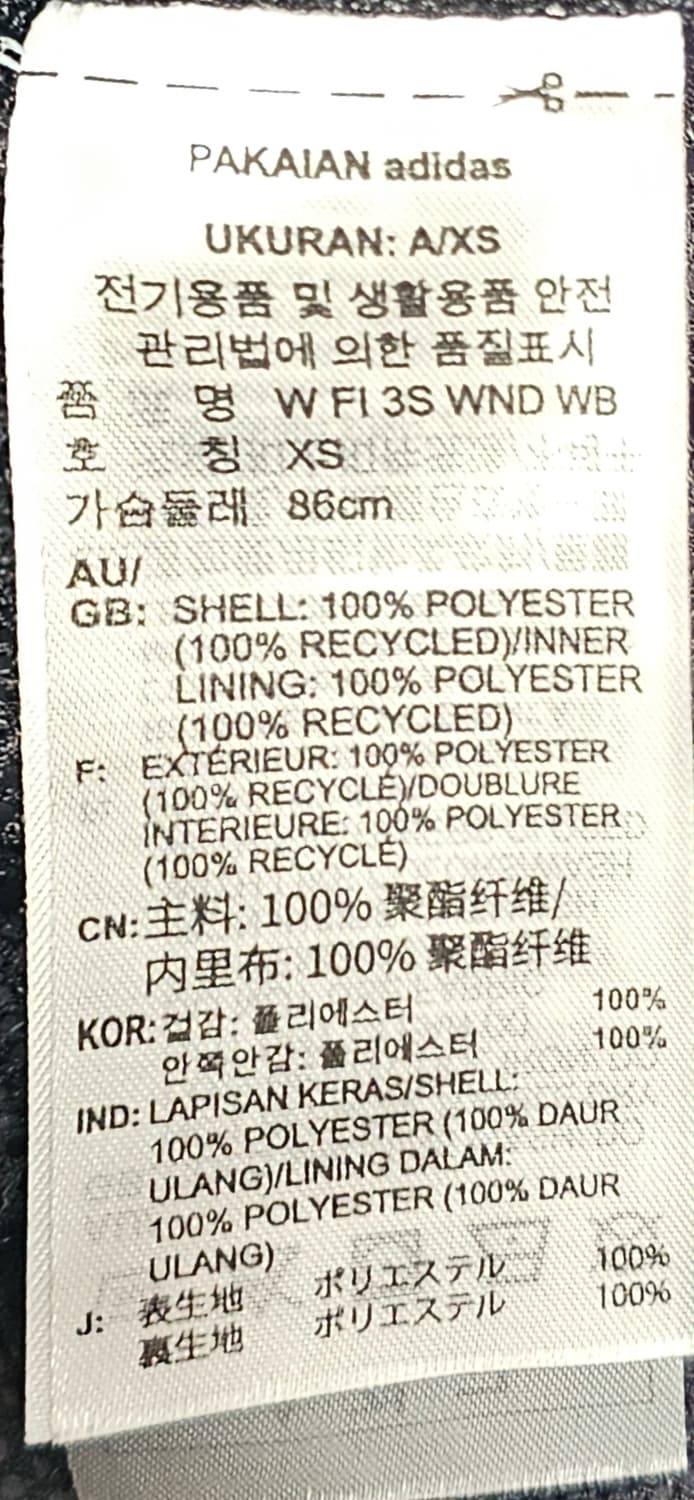 PAKAIAN adidas
UKURAN: A/XS
전기용품 및 생활용품 안전
관리법에 의한 품질표시
품 명 W FI 3S WND WB
호 칭 XS
가슴둘레 86cm
AU/
GB: SHELL: 100% POLYESTER
(100% RECYCLED)/INNER
LINING: 100% POLYESTER
(100% RECYCLED)
F: EXTÉRIEUR: 100% POLYESTER
(100% RECYCLÉ)/DOUBLURE
INTÉRIEURE: 100% POLYESTER
(100% RECYCLÉ)
CN: 主料: 100% 聚酯纤维/
内里布: 100% 聚酯纤维
KOR: 겉감: 폴리에스터 100%
안쪽안감: 폴리에스터 100%
IND: LAPISAN KERAS/SHELL:
100% POLYESTER (100% DAUR
ULANG)/LINING DALAM:
100% POLYESTER (100% DAUR
ULANG)
J: 表生地 ポリエステル 100%
裏生地 ポリエステル 100%